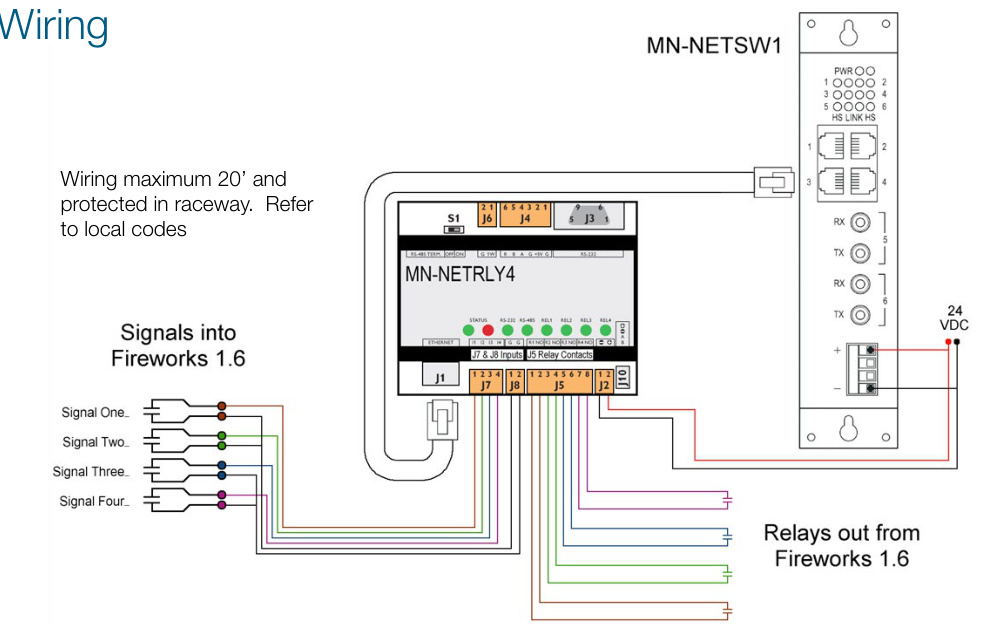 Wiring
MN-NETSW1
PWR
1 2
3 4
5 6
HS LINK HS
1 2
3 4
RX
TX
5
RX
TX
6
24
VDC
+
–
Wiring maximum 20’ and
protected in raceway. Refer
to local codes
S1
2 1
J6
6 5 4 3 2 1
J4
9 6
5 1
J3
RS-485 TERM. OFF ON
G 1W
G +5V G
RS-232
MN-NETRLY4
STATUS RS-232 RS-485 REL1 REL2 REL3 REL4
ETHERNET
I1 I2 I3 I4
G G
R1 NO R2 NO R3 NO R4 NO
J7 & J8 Inputs
J5 Relay Contacts
J1
1 2 3 4
J7
1 2
J8
1 2 3 4 5 6 7 8
J5
1 2
J2
J10
Signals into
Fireworks 1.6
Signal One_
Signal Two_
Signal Three_
Signal Four_
Relays out from
Fireworks 1.6